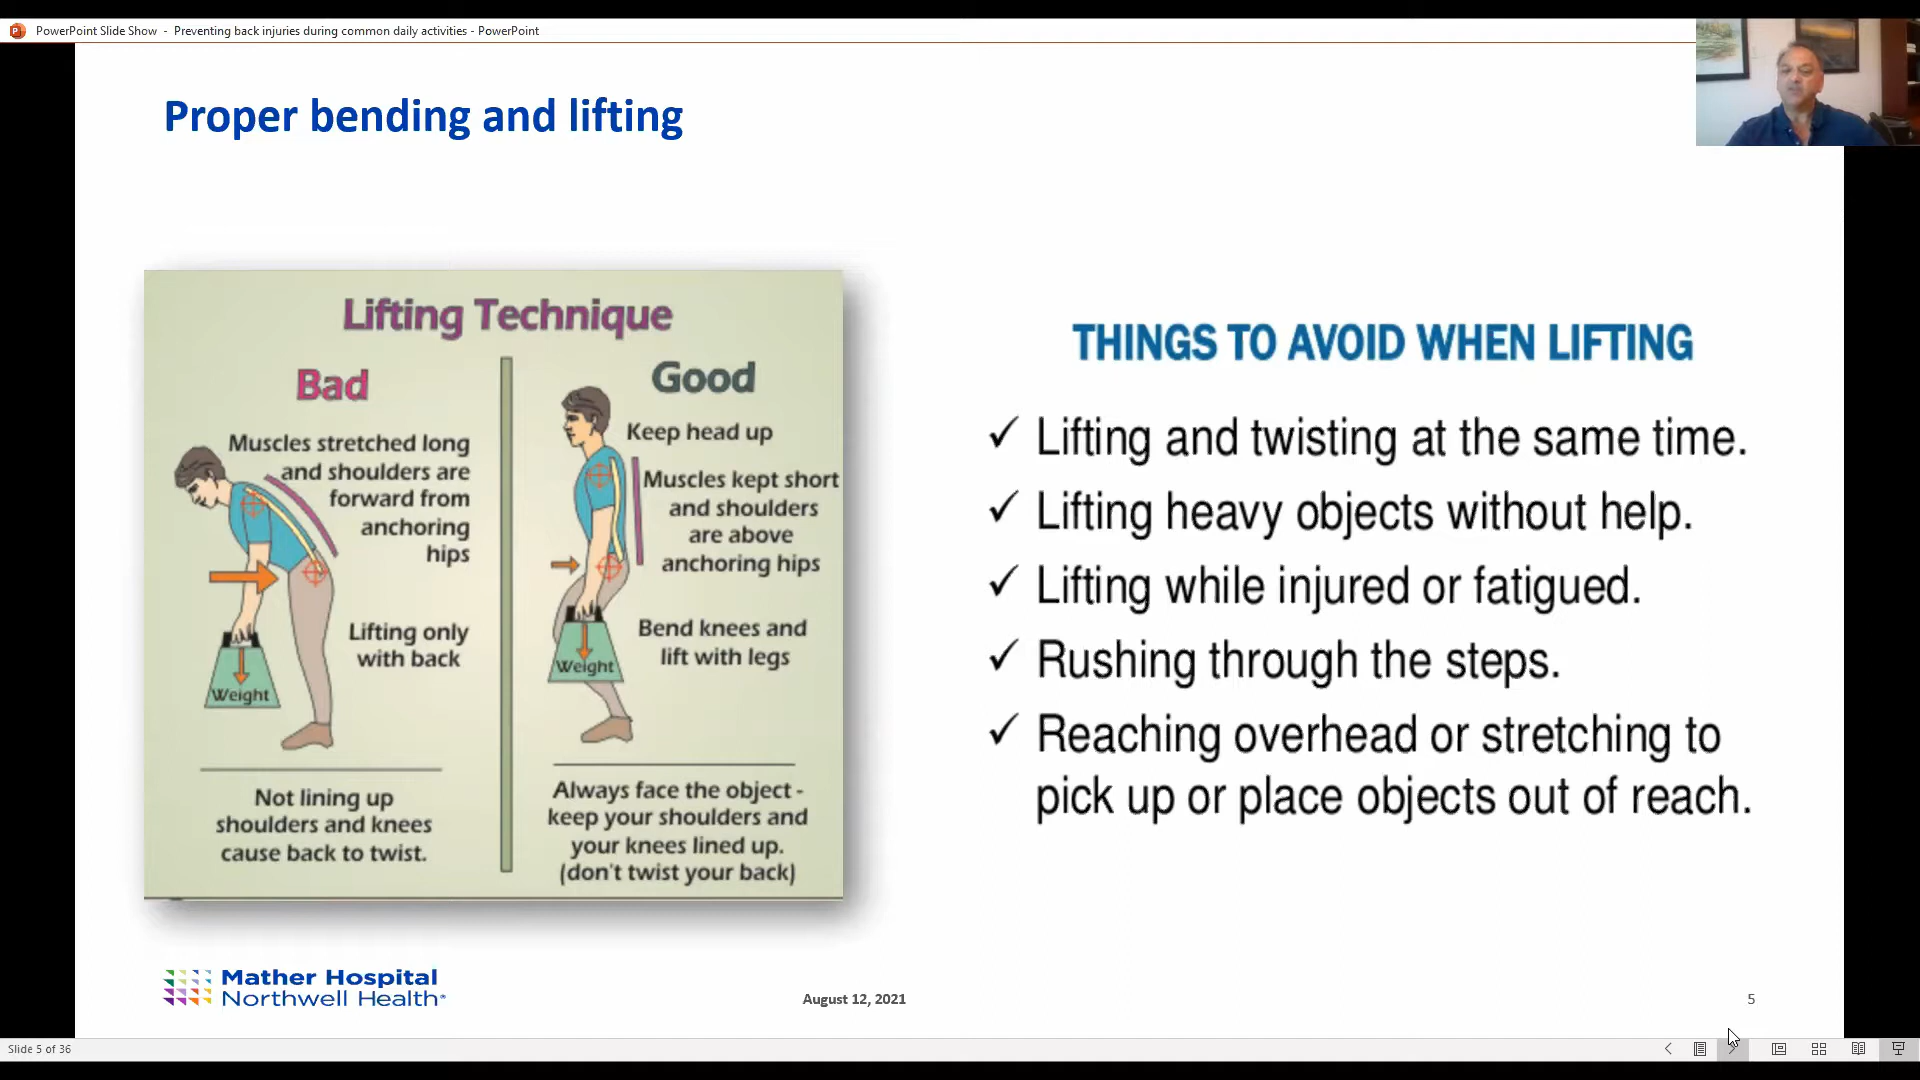 PowerPoint Slide Show - Preventing back injuries during common daily activities - PowerPoint
Proper bending and lifting
Lifting Technique
Bad
Muscles stretched long
and shoulders are
forward from
anchoring
hips
Lifting only
with back
Weight
Not lining up
shoulders and knees
cause back to twist.
Good
Keep head up
Muscles kept short
and shoulders
are above
anchoring hips
Bend knees and
lift with legs
Weight
Always face the object -
keep your shoulders and
your knees lined up.
(don't twist your back)
THINGS TO AVOID WHEN LIFTING
✓ Lifting and twisting at the same time.
✓ Lifting heavy objects without help.
✓ Lifting while injured or fatigued.
✓ Rushing through the steps.
✓ Reaching overhead or stretching to
pick up or place objects out of reach.
Mather Hospital
Northwell Health®
August 12, 2021
5
Slide 5 of 36